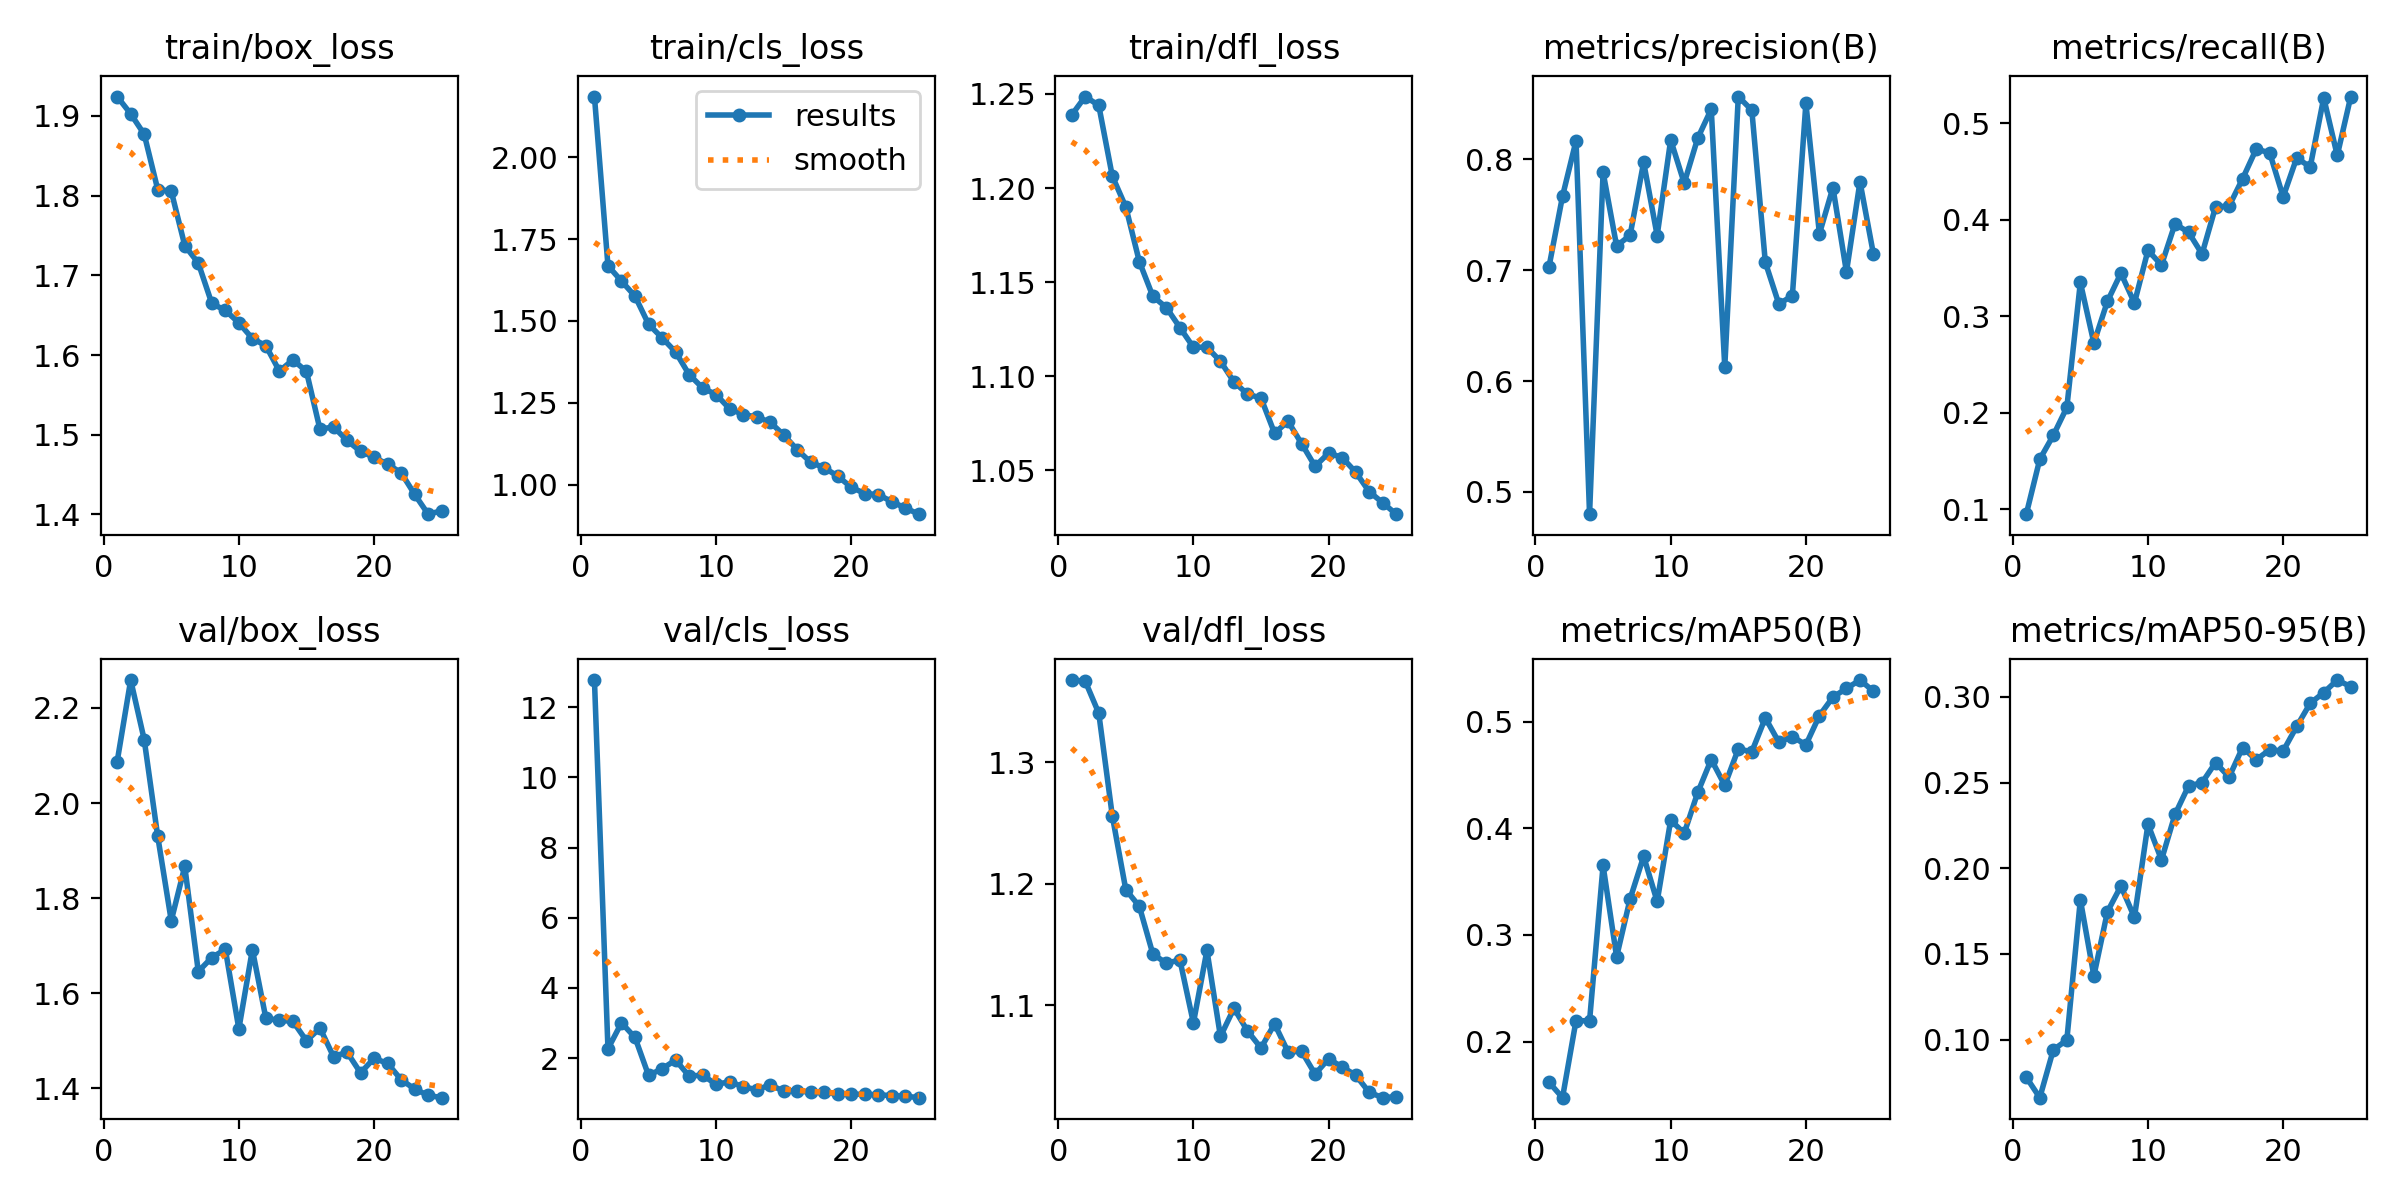 train/box_loss
1.9
1.8
1.7
1.6
1.5
1.4
0 10 20
train/cls_loss
results
smooth
2.00
1.75
1.50
1.25
1.00
0 10 20
train/dfl_loss
1.25
1.20
1.15
1.10
1.05
0 10 20
metrics/precision(B)
0.8
0.7
0.6
0.5
0 10 20
metrics/recall(B)
0.5
0.4
0.3
0.2
0.1
0 10 20
val/box_loss
2.2
2.0
1.8
1.6
1.4
0 10 20
val/cls_loss
12
10
8
6
4
2
0 10 20
val/dfl_loss
1.3
1.2
1.1
0 10 20
metrics/mAP50(B)
0.5
0.4
0.3
0.2
0 10 20
metrics/mAP50-95(B)
0.30
0.25
0.20
0.15
0.10
0 10 20